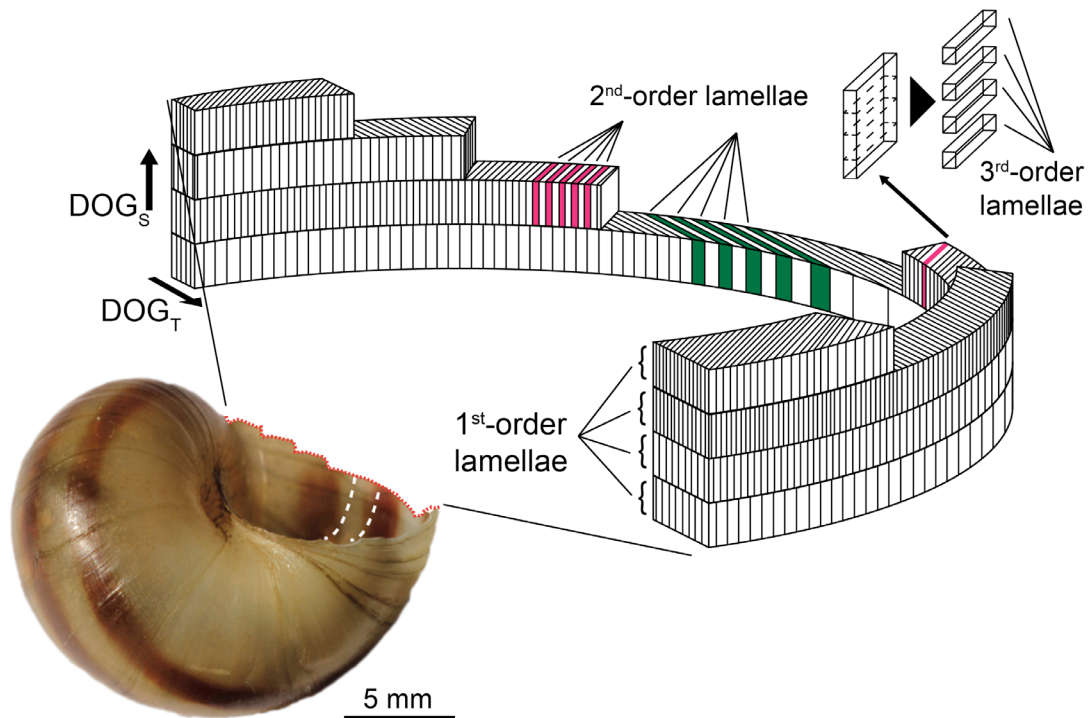 2nd-order lamellae
3rd-order
lamellae
DOGS
DOGT
1st-order
lamellae
5 mm